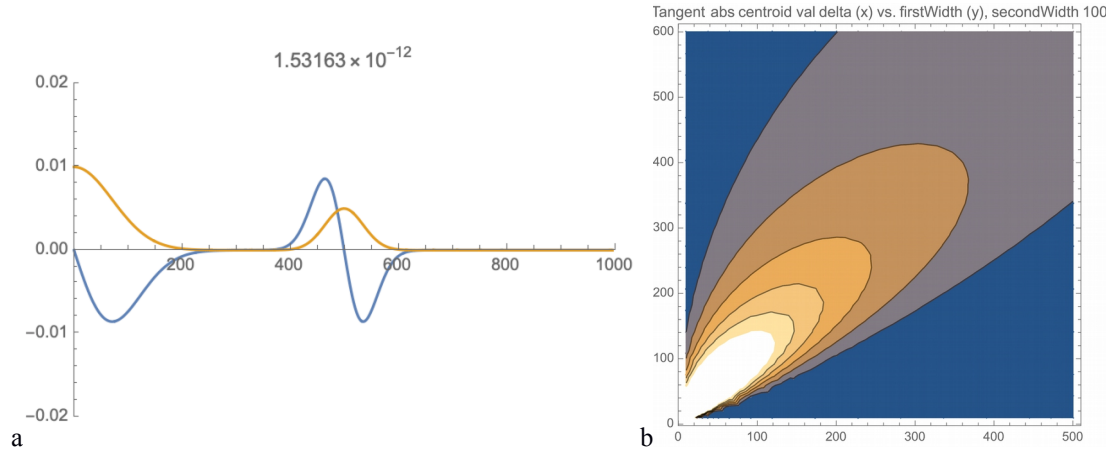 Tangent abs centroid val delta (x) vs. firstWidth (y), secondWidth 100
1.53163 × 10⁻¹²
0.02
0.01
0.00
−0.01
−0.02
200 400 600 800 1000
a
600
500
400
300
200
100
0
0 100 200 300 400 500
b